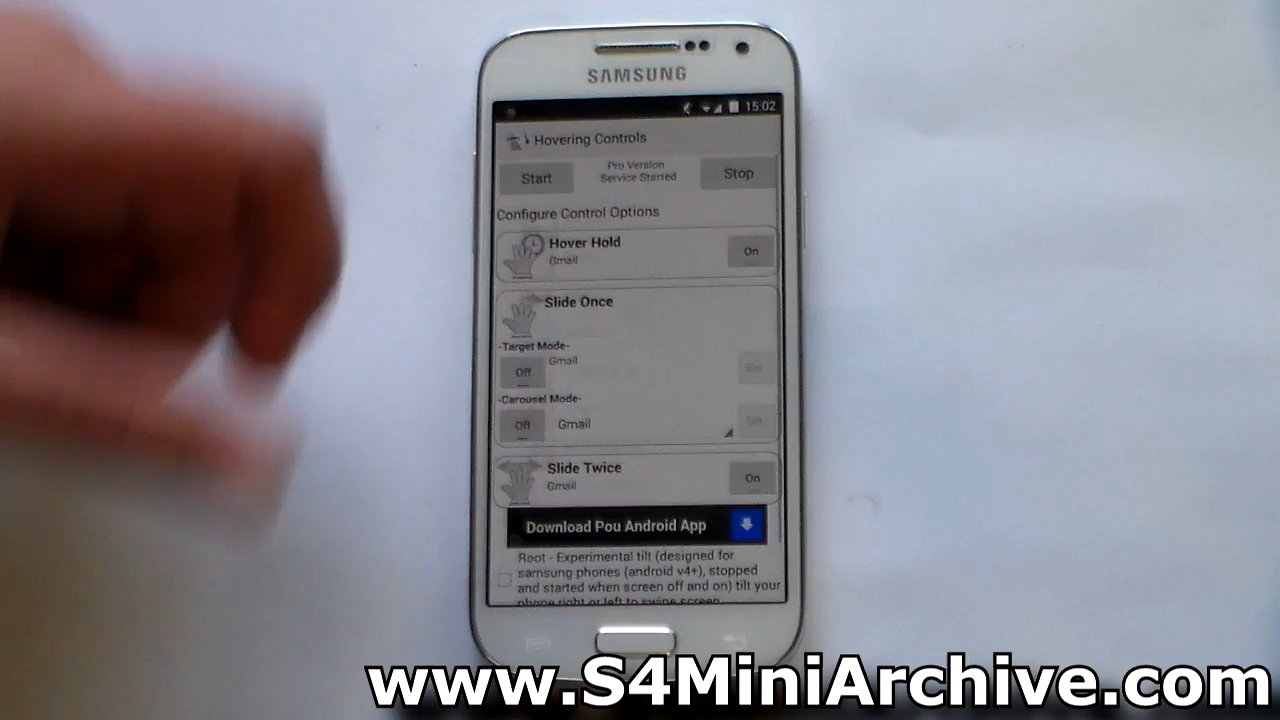 SAMSUNG
15:02
Hovering Controls
Start
Pro Version
Service Started
Stop
Configure Control Options
Hover Hold
Gmail
On
Slide Once
-Target Mode-
Gmail
Off
-Carousel Mode-
Off
Gmail
Slide Twice
Gmail
On
Download Pou Android App
Root - Experimental tilt (designed for
samsung phones (android v4+), stopped
and started when screen off and on) tilt your
phone right or left to swipe screen
www.S4MiniArchive.com